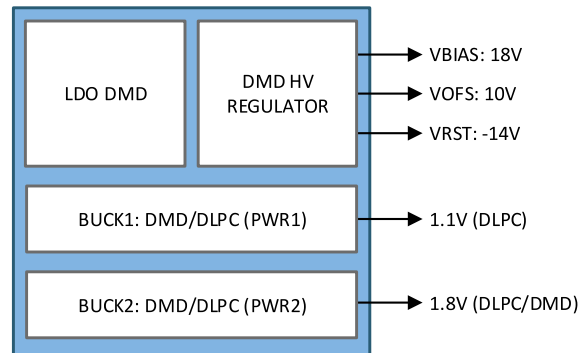 LDO DMD
DMD HV
REGULATOR
VBIAS: 18V
VOFS: 10V
VRST: -14V
BUCK1: DMD/DLPC (PWR1)
1.1V (DLPC)
BUCK2: DMD/DLPC (PWR2)
1.8V (DLPC/DMD)